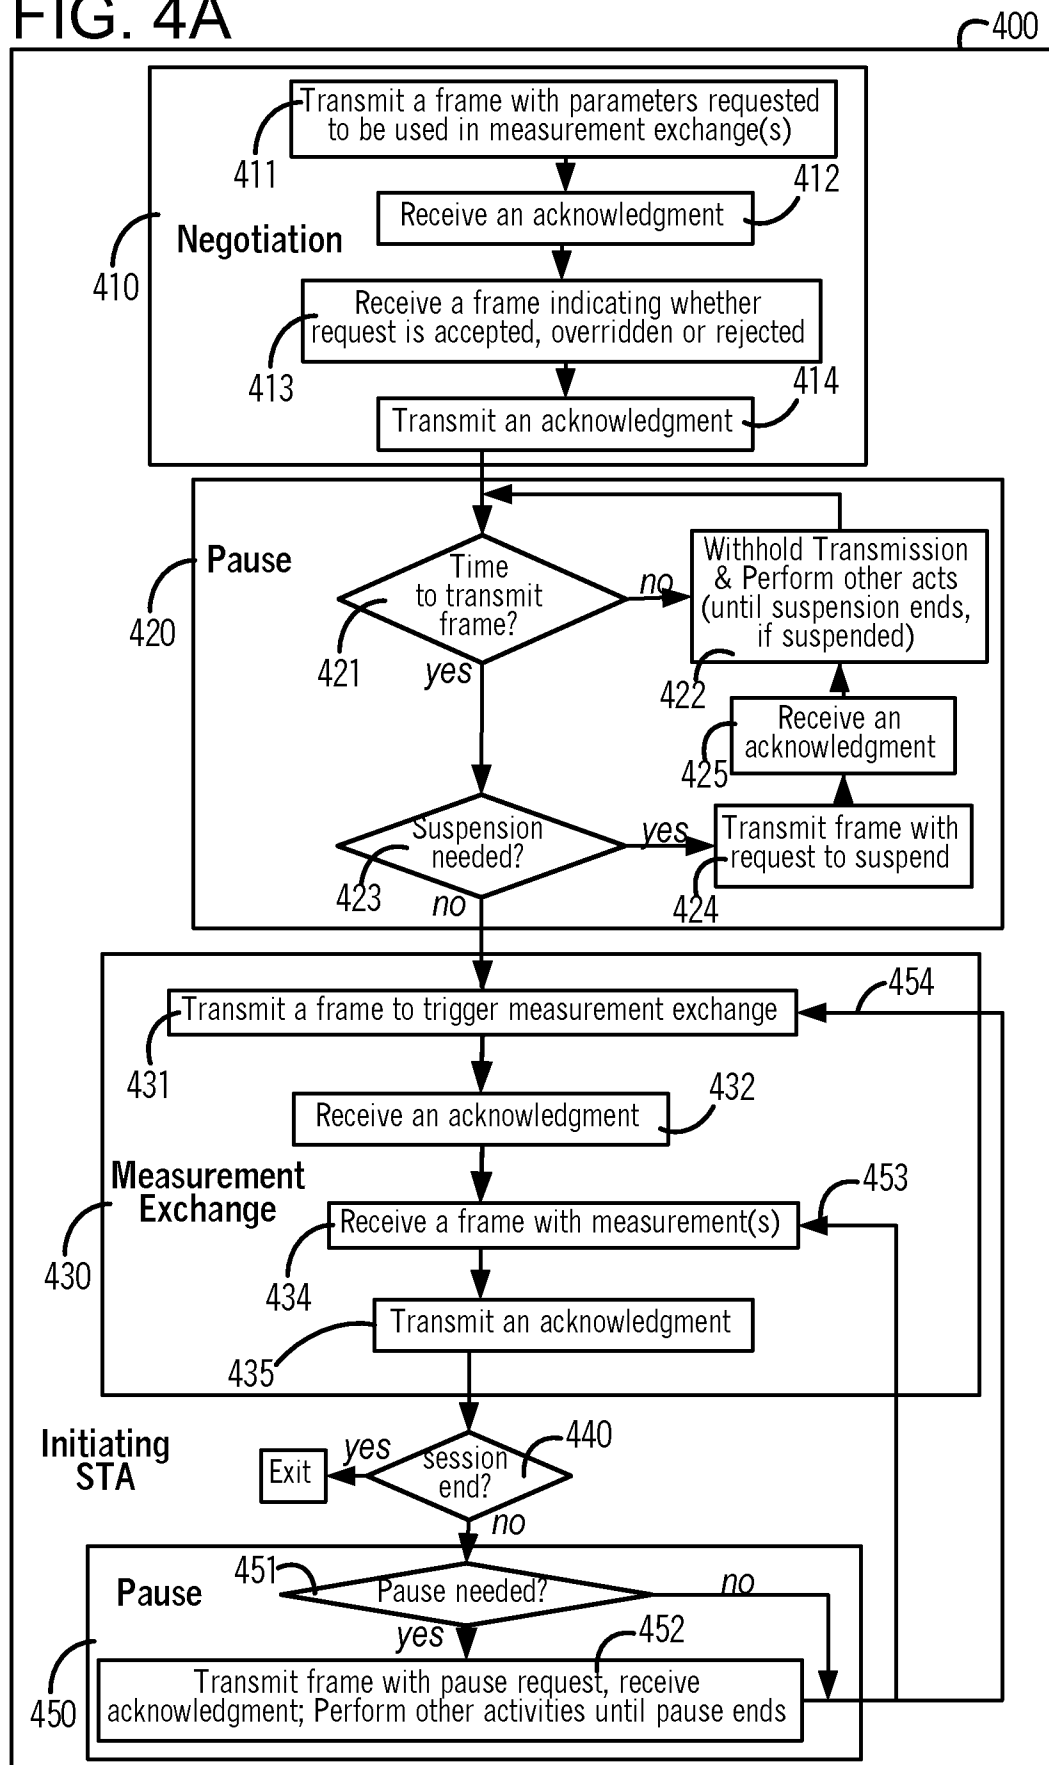 FIG. 4A
400
Transmit a frame with parameters requested
to be used in measurement exchange(s)
411
412
Receive an acknowledgment
Negotiation
410
Receive a frame indicating whether
request is accepted, overridden or rejected
413
414
Transmit an acknowledgment
Pause
420
Time
to transmit
frame?
421
no
yes
Withhold Transmission
& Perform other acts
(until suspension ends,
if suspended)
422
Receive an
acknowledgment
425
Suspension
needed?
423
yes
no
Transmit frame with
request to suspend
424
454
Transmit a frame to trigger measurement exchange
431
432
Receive an acknowledgment
Measurement
Exchange
430
453
Receive a frame with measurement(s)
434
Transmit an acknowledgment
435
Initiating
STA
440
session
end?
yes
Exit
no
451
Pause
Pause needed?
no
yes
452
450
Transmit frame with pause request, receive
acknowledgment; Perform other activities until pause ends